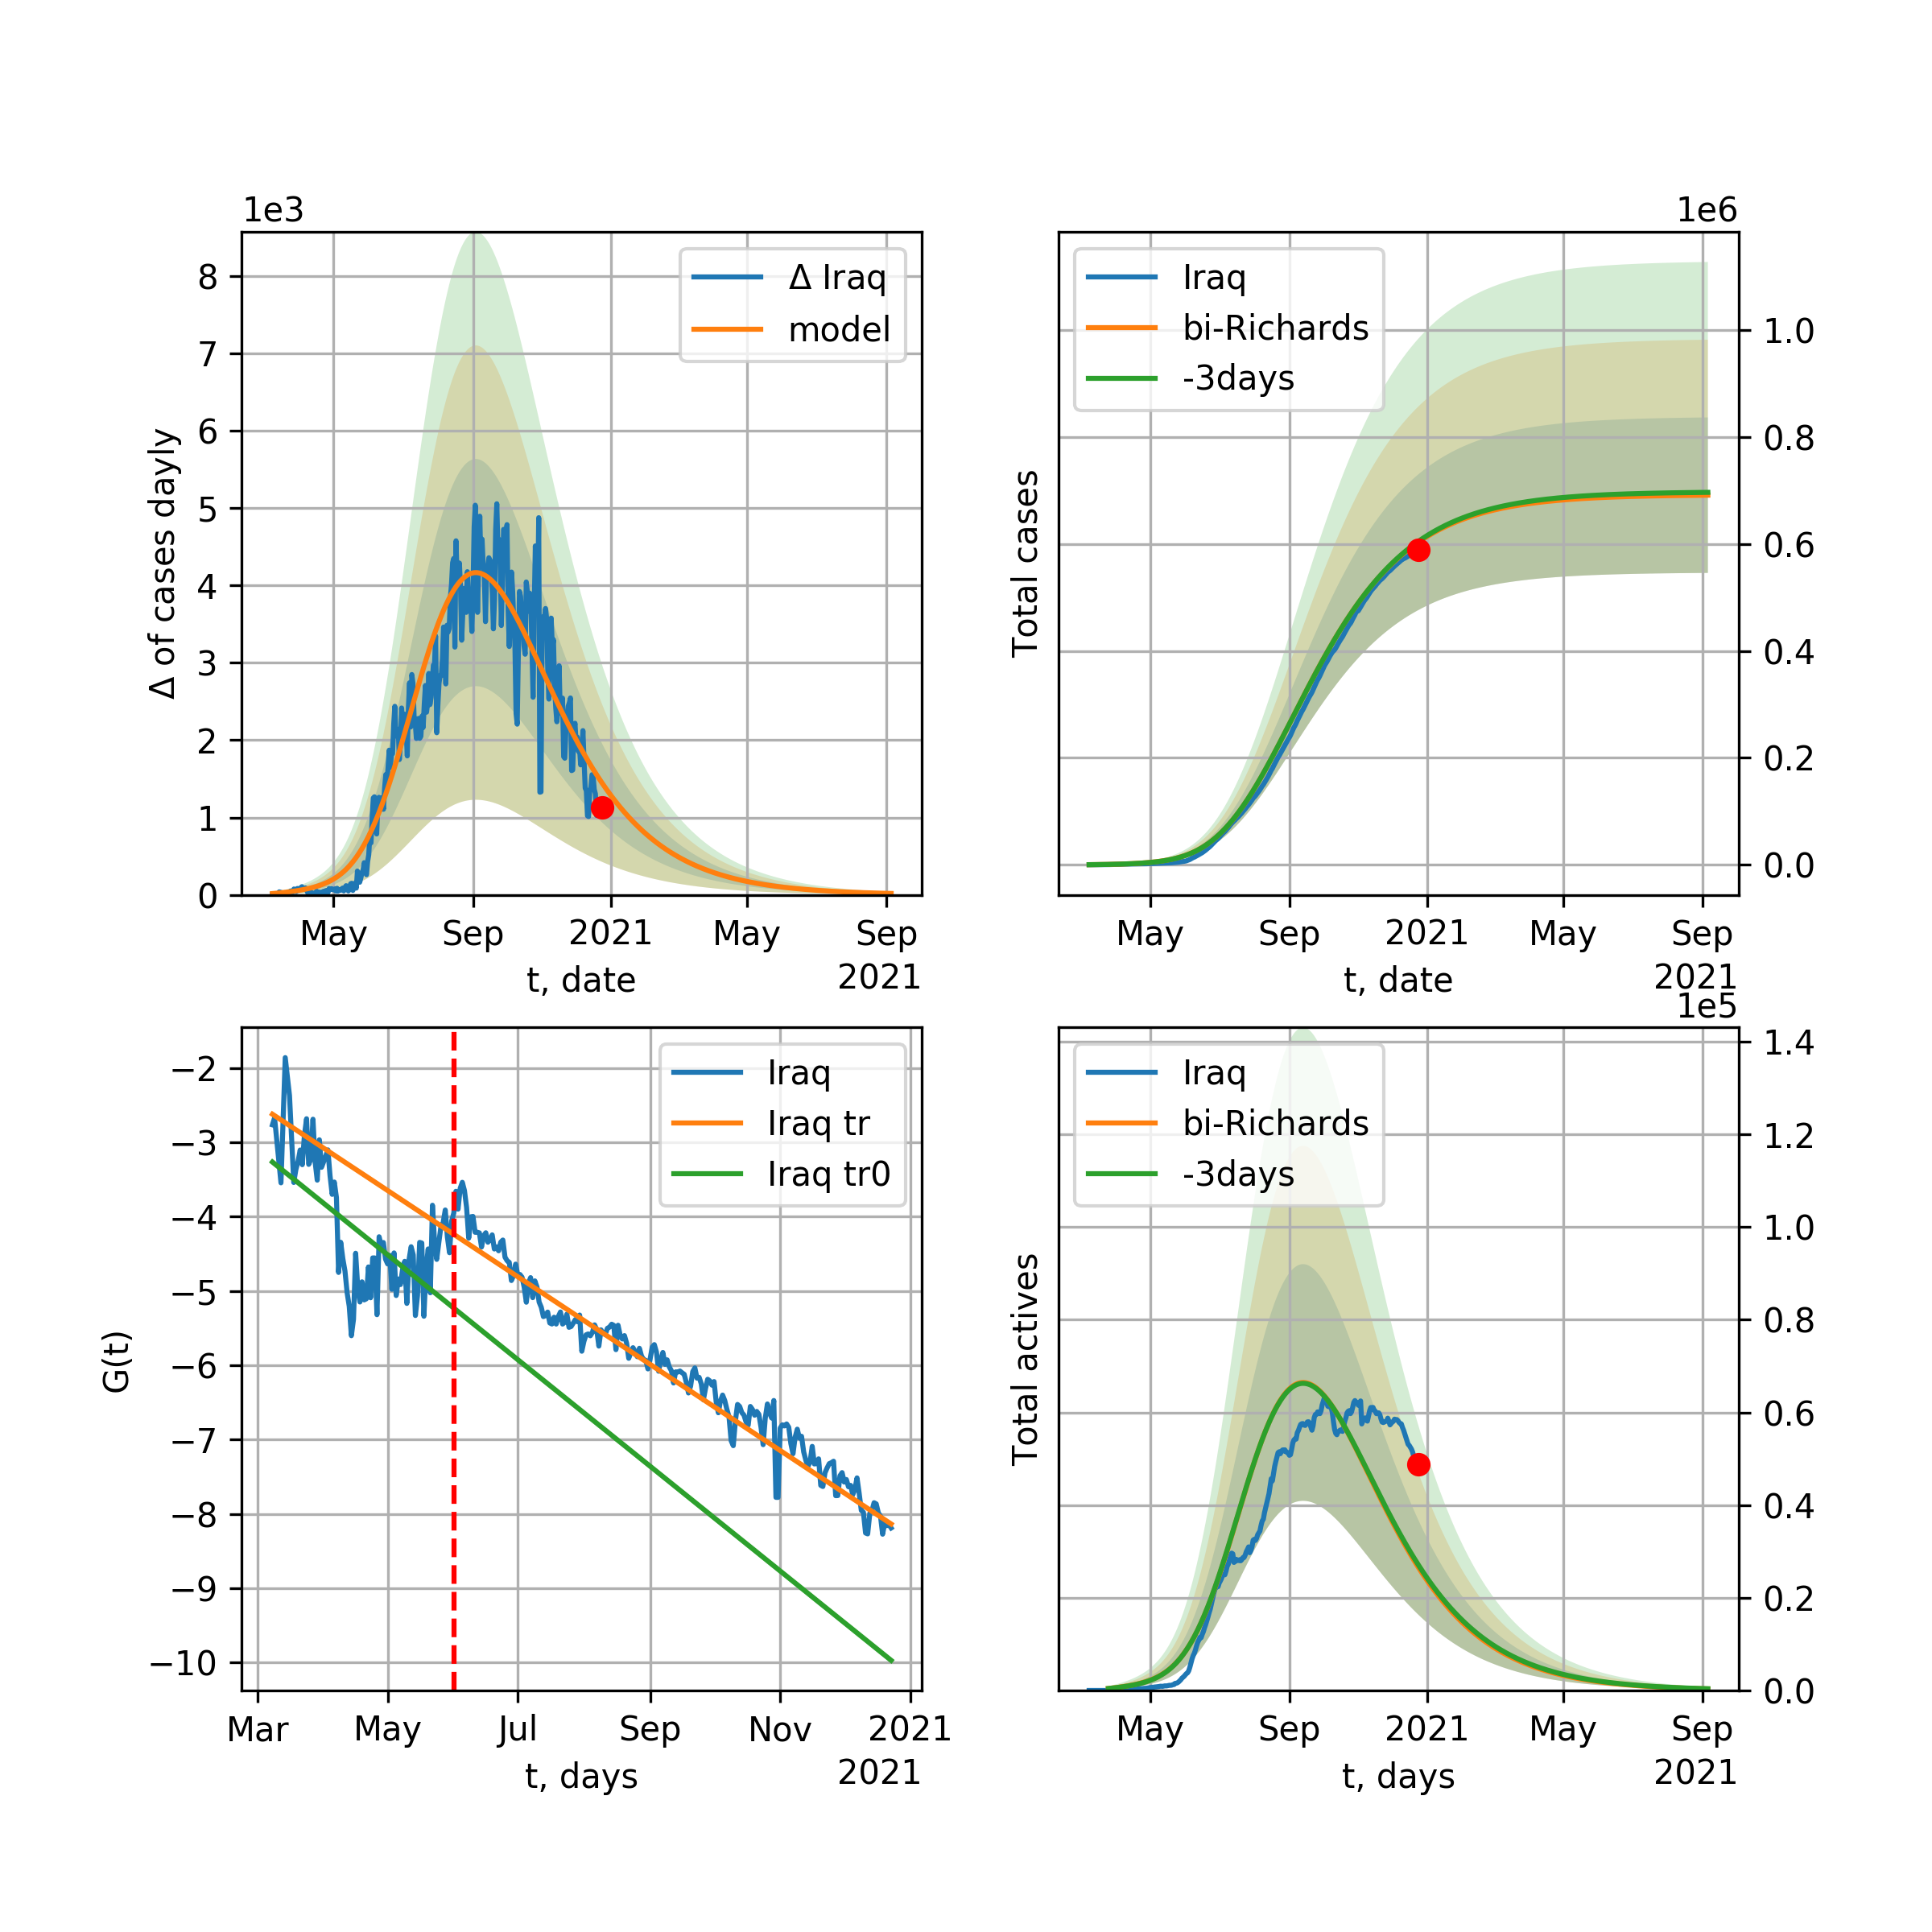 1e3
Δ of cases dayly
8
7
6
5
4
3
2
1
0
Δ Iraq
model
May
Sep
2021
May
Sep
2021
t, date
1e6
Total cases
Iraq
bi-Richards
-3days
1.0
0.8
0.6
0.4
0.2
0.0
May
Sep
2021
May
Sep
2021
t, date
G(t)
−2
−3
−4
−5
−6
−7
−8
−9
−10
Iraq
Iraq tr
Iraq tr0
Mar
May
Jul
Sep
Nov
2021
2021
t, days
1e5
Total actives
Iraq
bi-Richards
-3days
1.4
1.2
1.0
0.8
0.6
0.4
0.2
0.0
May
Sep
2021
May
Sep
2021
t, days